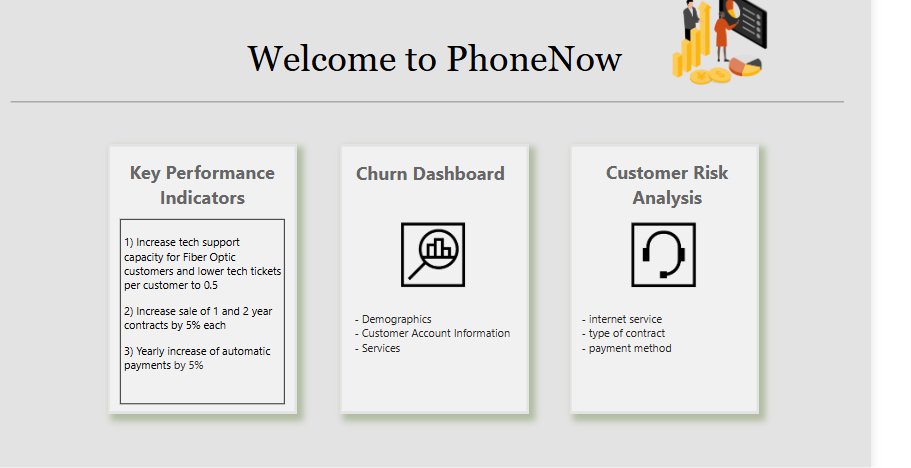 Welcome to PhoneNow
Key Performance
Indicators
1) Increase tech support
capacity for Fiber Optic
customers and lower tech tickets
per customer to 0.5
2) Increase sale of 1 and 2 year
contracts by 5% each
3) Yearly increase of automatic
payments by 5%
Churn Dashboard
- Demographics
- Customer Account Information
- Services
Customer Risk
Analysis
- internet service
- type of contract
- payment method